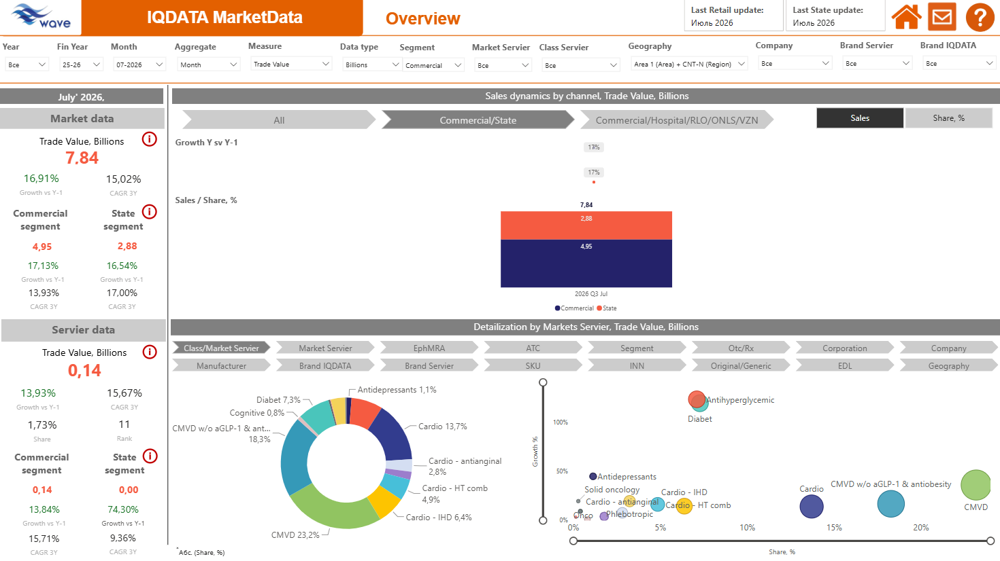 wave
IQDATA MarketData
Overview
Last Retail update:
Июль 2026
Last State update:
Июль 2026
Year
Все
Fin Year
25-26
Month
07-2026
Aggregate
Month
Measure
Trade Value
Data type
Billions
Segment
Commercial
Market Servier
Все
Class Servier
Все
Geography
Area 1 (Area) + CNT-N (Region)
Company
Все
Brand Servier
Все
Brand IQDATA
Все
July' 2026,
Market data
Trade Value, Billions
7,84
16,91%
Growth vs Y-1
15,02%
CAGR 3Y
Commercial
segment
4,95
17,13%
Growth vs Y-1
13,93%
CAGR 3Y
State
segment
2,88
16,54%
Growth vs Y-1
17,00%
CAGR 3Y
Servier data
Trade Value, Billions
0,14
13,93%
Growth vs Y-1
15,67%
CAGR 3Y
1,73%
Share
11
Rank
Commercial
segment
0,14
13,84%
Growth vs Y-1
15,71%
CAGR 3Y
State
segment
0,00
74,30%
Growth vs Y-1
9,36%
CAGR 3Y
Sales dynamics by channel, Trade Value, Billions
All
Commercial/State
Commercial/Hospital/RLO/ONLS/VZN
Sales
Share, %
Growth Y sv Y-1
17%
Sales / Share, %
7,84
2,88
4,95
2026 Q3 Jul
Commercial
State
Detailization by Markets Servier, Trade Value, Billions
Class/Market Servier
Market Servier
EphMRA
ATC
Segment
Otc/Rx
Corporation
Company
Manufacturer
Brand IQDATA
Brand Servier
SKU
INN
Original/Generic
EDL
Geography
Antidepressants 1,1%
Cardio 13,7%
Cardio - antianginal
2,8%
Cardio - HT comb
4,9%
Cardio - IHD 6,4%
CMVD 23,2%
CMVD w/o aGLP-1 & ant...
18,3%
Cognitive 0,8%
Diabet 7,3%
*Абс. (Share, %)
Growth %
100%
50%
0%
0%
5%
10%
15%
20%
Share, %
Antihyperglycemic
Diabet
Antidepressants
Solid oncology
Cardio - antianginal
Cardio - IHD
Cardio - HT comb
Onco
Phlebotropic
Cardio
CMVD w/o aGLP-1 & antiobesity
CMVD